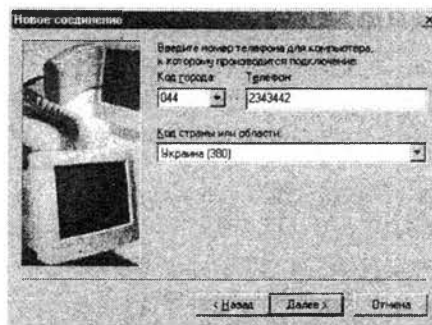 Новое соединение
Введите номер телефона для компьютера,
к которому производится подключение:
Код города: Телефон:
044 - 2343442
Код страны или области:
Украина (380)
< Назад Далее > Отмена